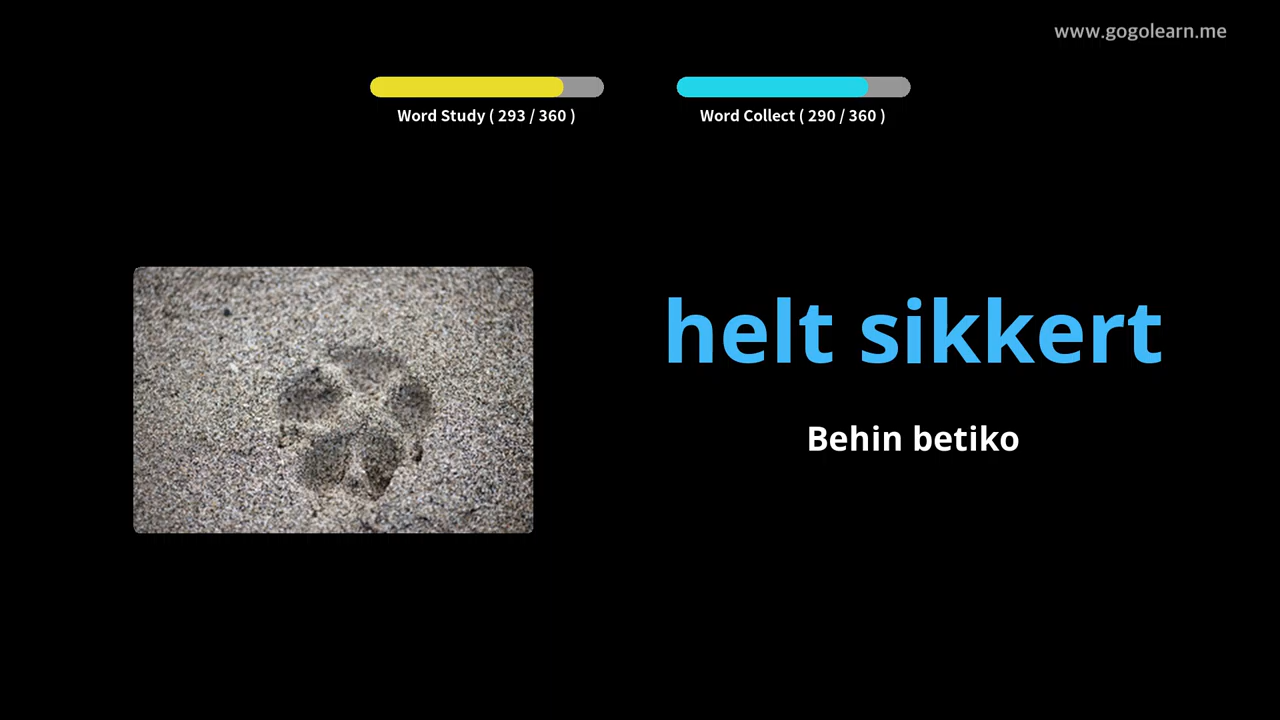 www.gogolearn.me
Word Study ( 293 / 360 )
Word Collect ( 290 / 360 )
helt sikkert
Behin betiko